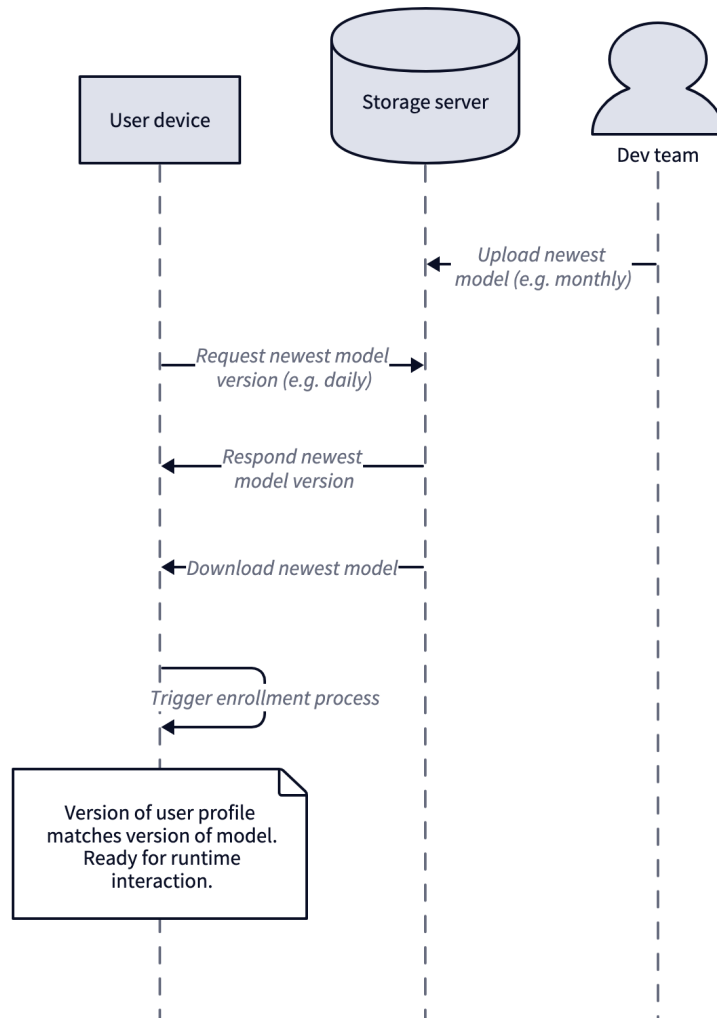 User device
Storage server
Dev team
Upload newest
model (e.g. monthly)
Request newest model
version (e.g. daily)
Respond newest
model version
Download newest model
Trigger enrollment process
Version of user profile
matches version of model.
Ready for runtime
interaction.